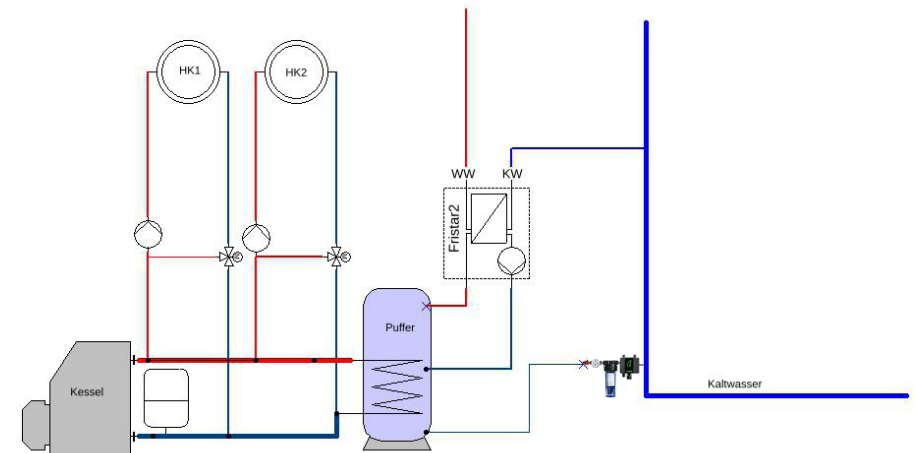 HK1
HK2
WW
KW
Fristar2
Puffer
Kessel
Kaltwasser